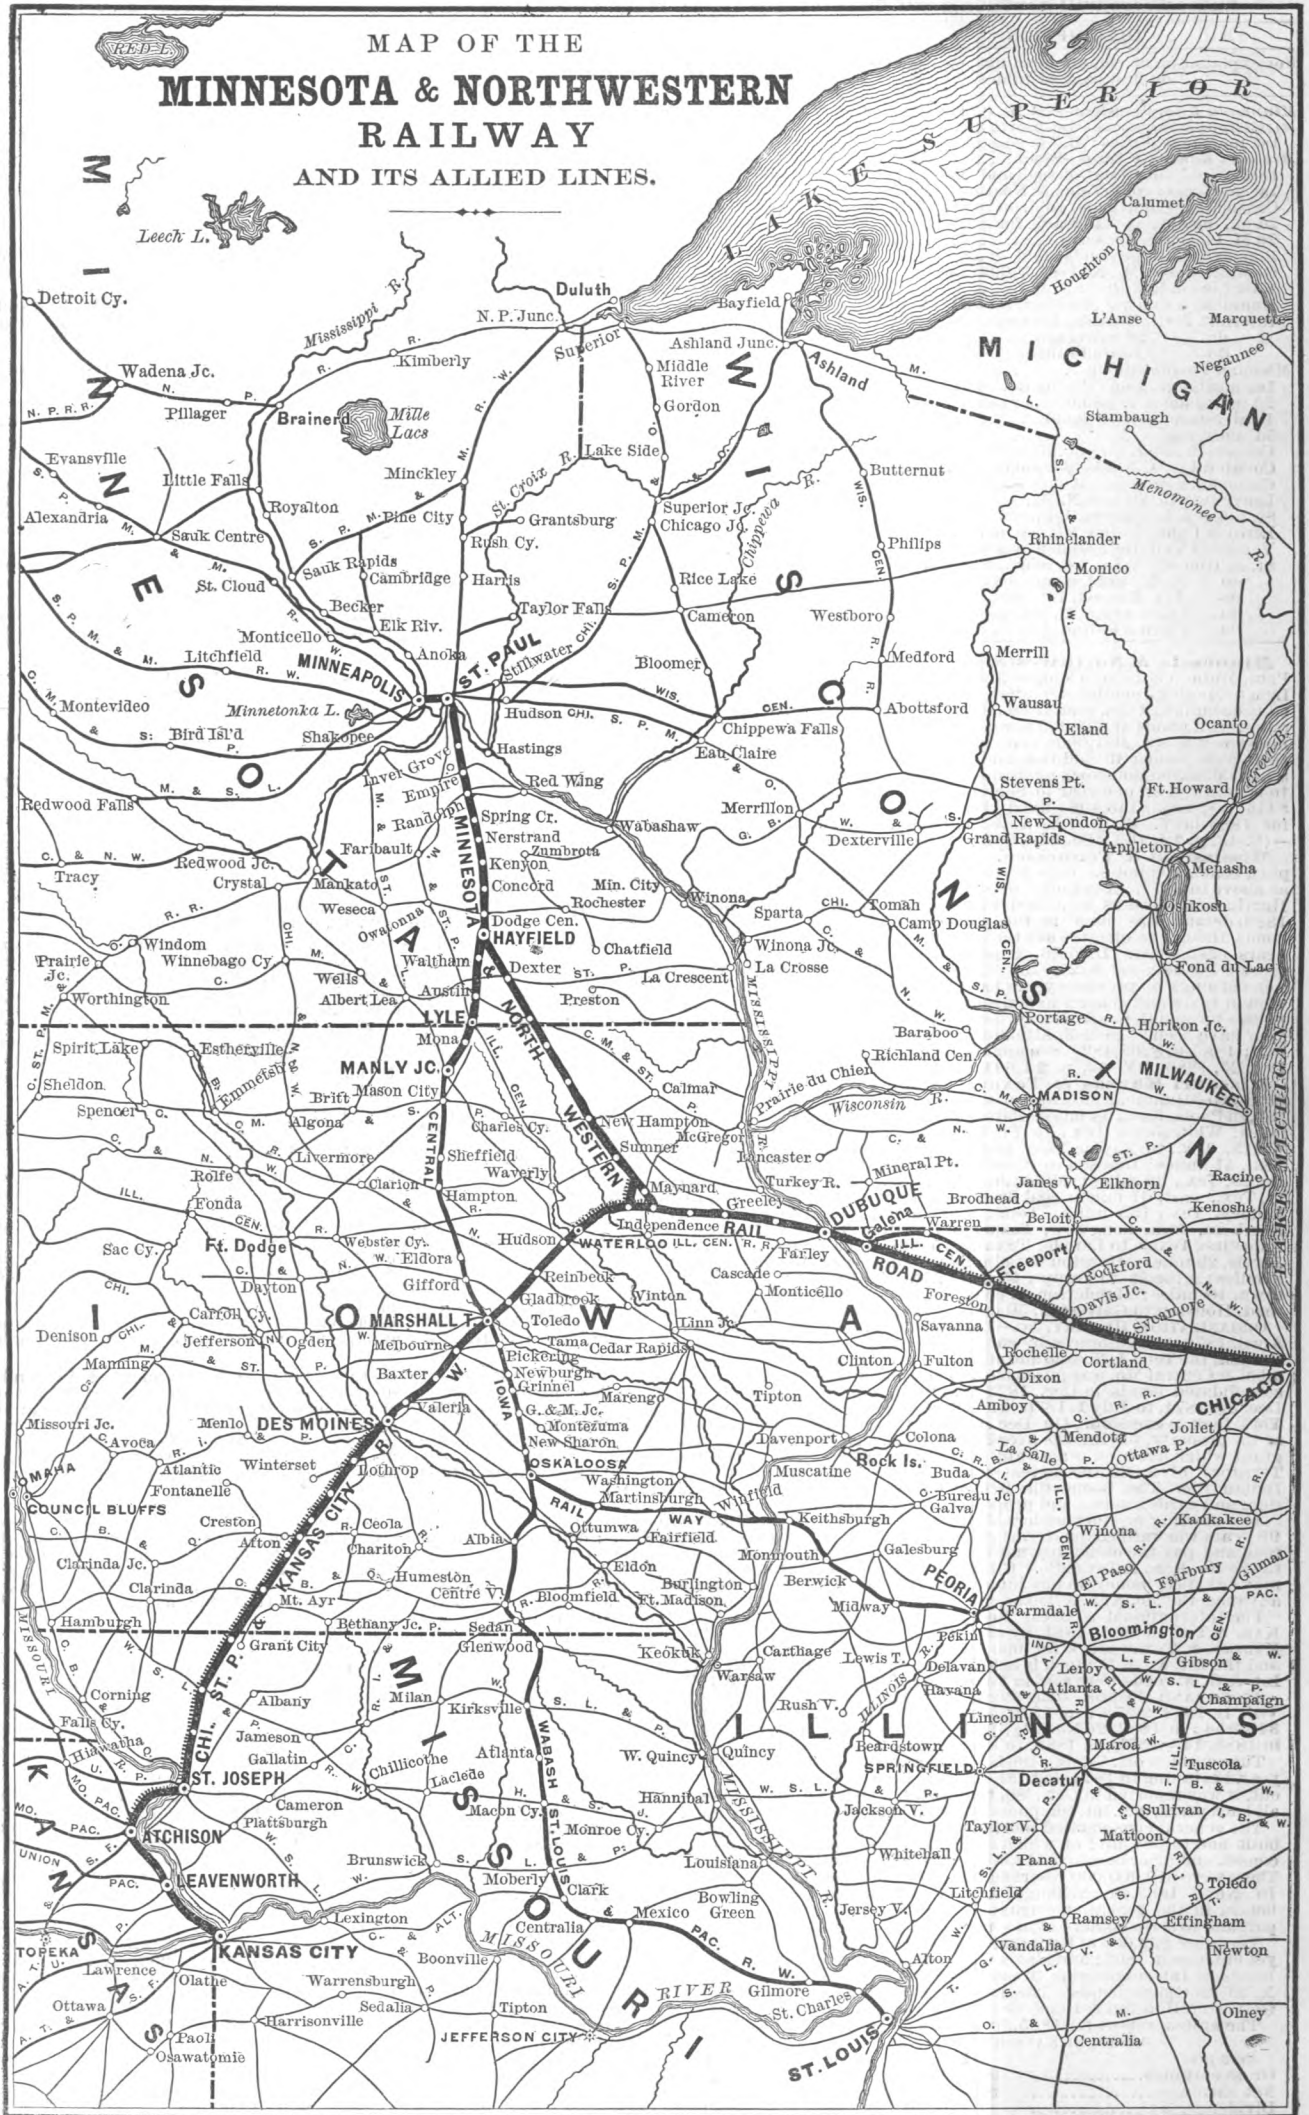 MAP OF THE
MINNESOTA & NORTHWESTERN
RAILWAY
AND ITS ALLIED LINES.
RED L.
Leech L.
LAKE SUPERIOR
Calumet
Houghton
L'Anse
Marquette
Negaunee
MICHIGAN
Stambaugh
Menomonee R.
Detroit Cy.
Mississippi R.
N. P. Junc.
Duluth
Superior
Bayfield
Ashland Junc.
Ashland
Wadena Jc.
Kimberly
Middle River
Gordon
N. P. R. R.
Pillager
Brainerd
Mille Lacs
Evansville
Little Falls
Minckley
St. Croix R.
Lake Side
Butternut
Alexandria
Royalton
Pine City
Grantsburg
Superior Jc.
Chicago Jc.
Chippewa R.
Sauk Centre
Rush Cy.
Philips
Rhinelander
Sauk Rapids
Cambridge
Harris
Rice Lake
Monico
St. Cloud
Becker
Taylor Falls
Cameron
Westboro
Elk Riv.
Monticello
Anoka
Stillwater
Bloomer
Medford
Merrill
Litchfield
MINNEAPOLIS
ST. PAUL
Montevideo
Minnetonka L.
Hudson
Wausau
Abottsford
Ocanto
Bird Isl'd
Shakopee
Hastings
Chippewa Falls
Eau Claire
Eland
Green B.
Inver Grove
Empire
Red Wing
Stevens Pt.
Ft. Howard
Redwood Falls
Randolph
Spring Cr.
Merrillon
New London
Wabashaw
Nerstrand
Dexterville
Grand Rapids
Faribault
Zumbrota
Kenyon
Appleton
Tracy
Redwood Jc.
Crystal
Mankato
Concord
Min. City
Menasha
Weseca
Rochester
Winona
Sparta
Tomah
Oshkosh
Owatonna
Dodge Cen.
Camp Douglas
HAYFIELD
Windom
Chatfield
Winona Jc.
Prairie Jc.
Winnebago Cy
Waltham
Dexter
La Crescent
La Crosse
Fond du Lac
Wells
Albert Lea
Austin
Preston
Worthington
LYLE
Portage
Horicon Jc.
Mona
Baraboo
Spirit Lake
Estherville
Richland Cen.
Sheldon
Emmetsburg
MANLY JC.
Calmar
Prairie du Chien
MILWAUKEE
Mason City
Britt
Wisconsin R.
MADISON
Spencer
Algona
Charles Cy.
New Hampton
McGregor
Sumner
Livermore
Sheffield
Lancaster
Mineral Pt.
Rolfe
Clarion
Waverly
Turkey R.
Janes V.
Elkhorn
Racine
Fonda
Hampton
Maynard
Greeley
DUBUQUE
Brodhead
Kenosha
LAKE MICHIGAN
Independence
Galena
Warren
Beloit
Sac Cy.
Ft. Dodge
Webster Cy.
Hudson
WATERLOO
Farley
Eldora
Freeport
Rockford
Dayton
Gifford
Reinbeck
Cascade
Foreston
Davis Jc.
Gladbrook
Winton
Monticello
Sycamore
Carroll Cy.
MARSHALL T.
Toledo
Linn Jc.
Savanna
Denison
Jefferson
Ogden
Melbourne
Tama
Cedar Rapids
Rochelle
Cortland
Manning
Pickering
Clinton
Fulton
Baxter
Newburgh
Grinnel
Marengo
Tipton
Dixon
CHICAGO
Missouri Jc.
Menlo
DES MOINES
Valeria
G. & M. Jc.
Montezuma
Amboy
Joliet
Avoca
New Sharon
Davenport
Colona
Mendota
OMAHA
Atlantic
Winterset
Lothrop
OSKALOOSA
Rock Is.
La Salle
Ottawa
Fontanelle
Washington
Muscatine
Buda
COUNCIL BLUFFS
Martinsburgh
Winfield
Bureau Jc
Galva
Creston
Ceola
Keithsburgh
Kankakee
Afton
Chariton
Albia
Ottumwa
Fairfield
Winona
Clarinda Jc.
Monmouth
Galesburg
Eldon
El Paso
Fairbury
Gilman
Clarinda
Humeston
Centre V.
Burlington
Berwick
PEORIA
Mt. Ayr
Bloomfield
Ft. Madison
Midway
Farmdale
Hamburgh
Bethany Jc.
Sedan
Pekin
Bloomington
Grant City
Glenwood
Keokuk
Carthage
Lewis T.
Delavan
Leroy
Gibson
Warsaw
Havana
Corning
Albany
Milan
Kirksville
Rush V.
ILLINOIS R.
Atlanta
Champaign
Falls Cy.
Jameson
Lincoln
Hiawatha
Gallatin
Chillicothe
Atlanta
W. Quincy
Quincy
Beardstown
Maroa
ST. JOSEPH
Laclede
SPRINGFIELD
Decatur
Tuscola
Cameron
Macon Cy.
Hannibal
Jackson V.
Sullivan
ATCHISON
Plattsburgh
Monroe Cy.
Taylor V.
Mattoon
Brunswick
Louisiana
Whitehall
Pana
LEAVENWORTH
Moberly
Toledo
Clark
Bowling Green
Litchfield
Lexington
Centralia
Mexico
Jersey V.
Ramsey
Effingham
KANSAS CITY
Boonville
Alton
Vandalia
Newton
TOPEKA
Lawrence
Olathe
Warrensburgh
MISSOURI RIVER
Gilmore
St. Charles
Ottawa
Harrisonville
Sedalia
Tipton
Olney
Paoli
JEFFERSON CITY
Centralia
Osawatomie
ST. LOUIS
MINNESOTA
WISCONSIN
IOWA
ILLINOIS
MISSOURI
KANSAS
MINNESOTA & NORTH WESTERN RAIL ROAD
ILL. CEN.
CENTRAL IOWA RAIL WAY
CHI. ST. P. & KANSAS CITY R. W.
WABASH ST. LOUIS & PAC. R. W.
MISSISSIPPI R.